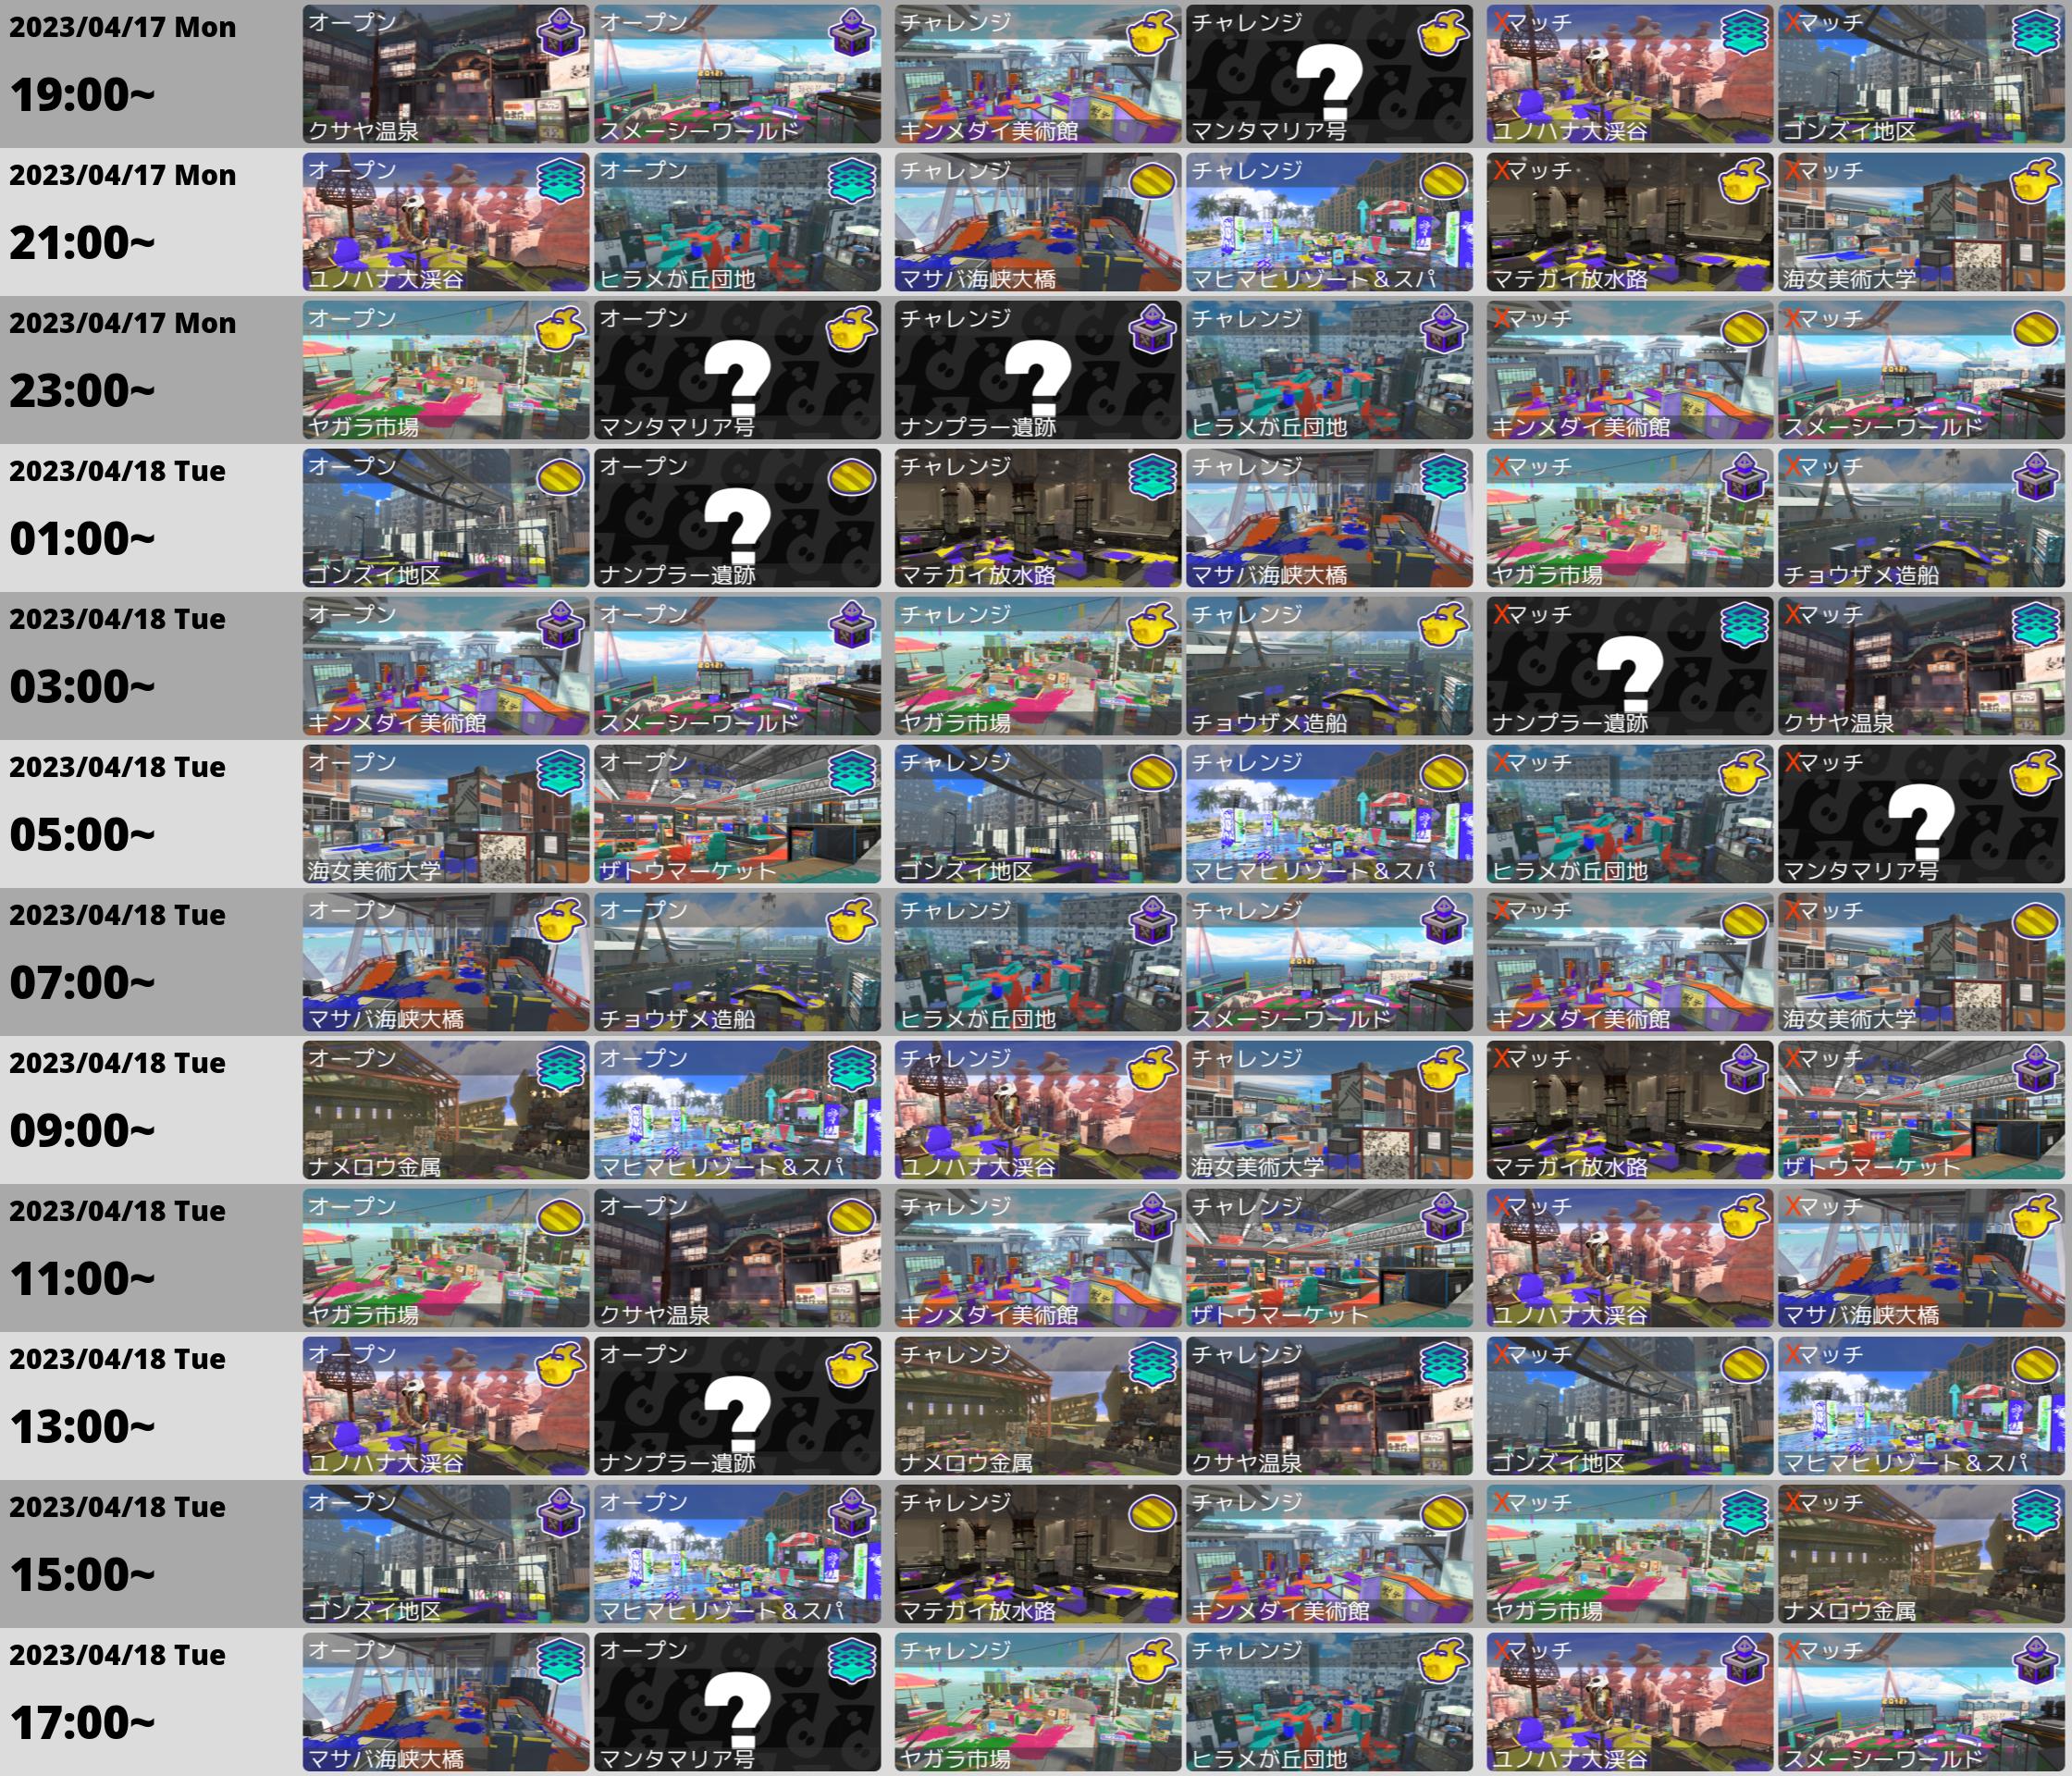 2023/04/17 Mon
19:00~
オープン
クサヤ温泉
オープン
スメーシーワールド
チャレンジ
キンメダイ美術館
チャレンジ
マンタマリア号
Xマッチ
ユノハナ大渓谷
Xマッチ
ゴンズイ地区
2023/04/17 Mon
21:00~
オープン
ユノハナ大渓谷
オープン
ヒラメが丘団地
チャレンジ
マサバ海峡大橋
チャレンジ
マヒマヒリゾート&スパ
Xマッチ
マテガイ放水路
Xマッチ
海女美術大学
2023/04/17 Mon
23:00~
オープン
ヤガラ市場
オープン
マンタマリア号
チャレンジ
ナンプラー遺跡
チャレンジ
ヒラメが丘団地
Xマッチ
キンメダイ美術館
Xマッチ
スメーシーワールド
2023/04/18 Tue
01:00~
オープン
ゴンズイ地区
オープン
ナンプラー遺跡
チャレンジ
マテガイ放水路
チャレンジ
マサバ海峡大橋
Xマッチ
ヤガラ市場
Xマッチ
チョウザメ造船
2023/04/18 Tue
03:00~
オープン
キンメダイ美術館
オープン
スメーシーワールド
チャレンジ
ヤガラ市場
チャレンジ
チョウザメ造船
Xマッチ
ナンプラー遺跡
Xマッチ
クサヤ温泉
2023/04/18 Tue
05:00~
オープン
海女美術大学
オープン
ザトウマーケット
チャレンジ
ゴンズイ地区
チャレンジ
マヒマヒリゾート&スパ
Xマッチ
ヒラメが丘団地
Xマッチ
マンタマリア号
2023/04/18 Tue
07:00~
オープン
マサバ海峡大橋
オープン
チョウザメ造船
チャレンジ
ヒラメが丘団地
チャレンジ
スメーシーワールド
Xマッチ
キンメダイ美術館
Xマッチ
海女美術大学
2023/04/18 Tue
09:00~
オープン
ナメロウ金属
オープン
マヒマヒリゾート&スパ
チャレンジ
ユノハナ大渓谷
チャレンジ
海女美術大学
Xマッチ
マテガイ放水路
Xマッチ
ザトウマーケット
2023/04/18 Tue
11:00~
オープン
ヤガラ市場
オープン
クサヤ温泉
チャレンジ
キンメダイ美術館
チャレンジ
ザトウマーケット
Xマッチ
ユノハナ大渓谷
Xマッチ
マサバ海峡大橋
2023/04/18 Tue
13:00~
オープン
ユノハナ大渓谷
オープン
ナンプラー遺跡
チャレンジ
ナメロウ金属
チャレンジ
クサヤ温泉
Xマッチ
ゴンズイ地区
Xマッチ
マヒマヒリゾート&スパ
2023/04/18 Tue
15:00~
オープン
ゴンズイ地区
オープン
マヒマヒリゾート&スパ
チャレンジ
マテガイ放水路
チャレンジ
キンメダイ美術館
Xマッチ
ヤガラ市場
Xマッチ
ナメロウ金属
2023/04/18 Tue
17:00~
オープン
マサバ海峡大橋
オープン
マンタマリア号
チャレンジ
ヤガラ市場
チャレンジ
ヒラメが丘団地
Xマッチ
ユノハナ大渓谷
Xマッチ
スメーシーワールド